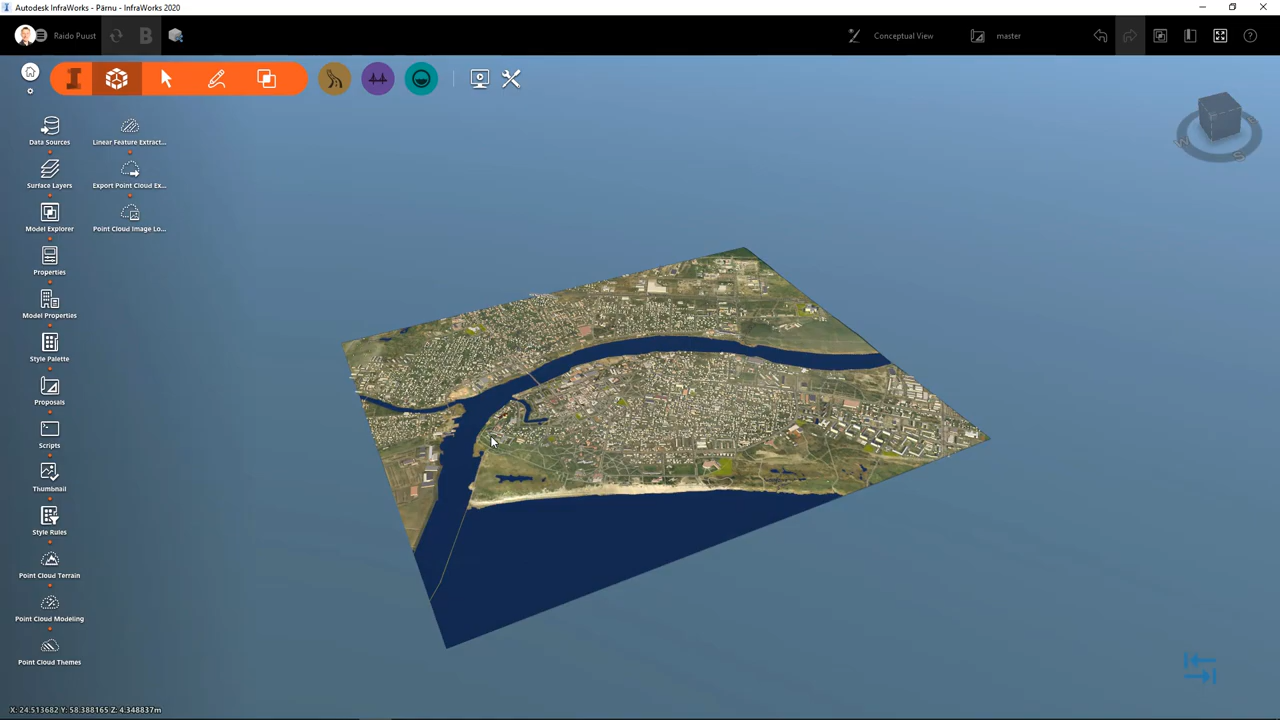 Autodesk InfraWorks - Pärnu - InfraWorks 2020
Raido Puust
B
Conceptual View
master
Data Sources
Linear Feature Extract...
Surface Layers
Export Point Cloud Ex...
Model Explorer
Point Cloud Image Lo...
Properties
Model Properties
Style Palette
Proposals
Scripts
Thumbnail
Style Rules
Point Cloud Terrain
Point Cloud Modeling
Point Cloud Themes
W
S
X: 24.513682 Y: 58.388165 Z: 4.348837m